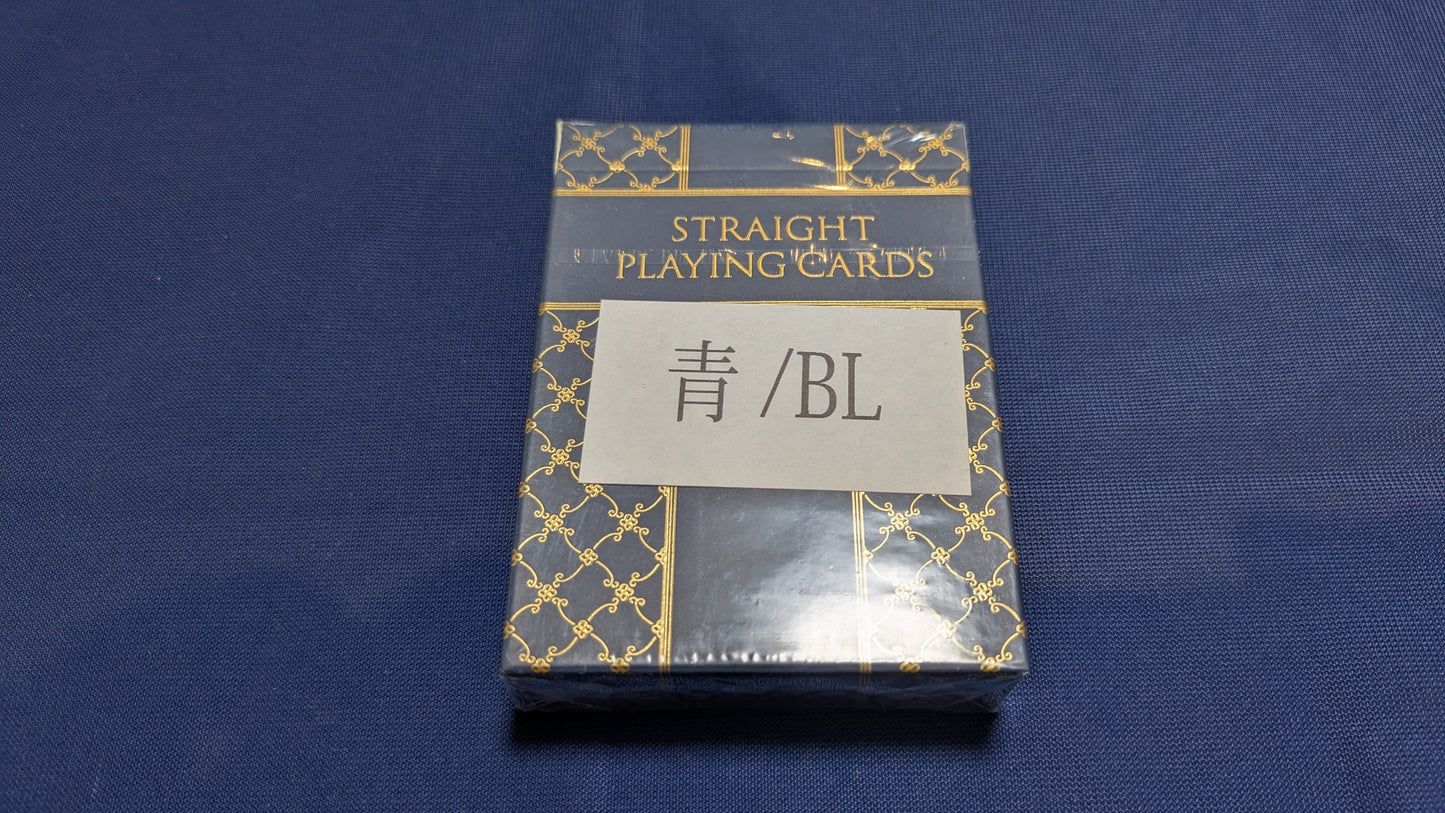 STRAIGHT
PLAYING CARDS
青/BL